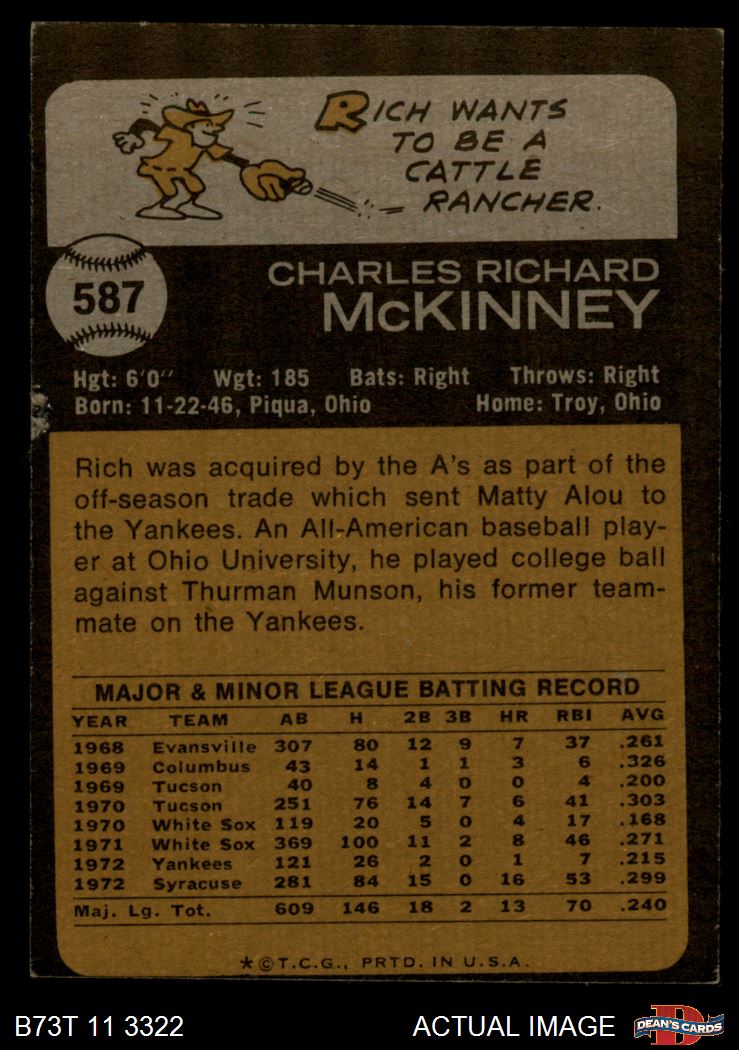 RICH WANTS
TO BE A
CATTLE
RANCHER.
587
CHARLES RICHARD
McKINNEY
Hgt: 6'0" Wgt: 185 Bats: Right Throws: Right
Born: 11-22-46, Piqua, Ohio Home: Troy, Ohio
Rich was acquired by the A's as part of the
off-season trade which sent Matty Alou to
the Yankees. An All-American baseball play-
er at Ohio University, he played college ball
against Thurman Munson, his former team-
mate on the Yankees.
MAJOR & MINOR LEAGUE BATTING RECORD
YEAR TEAM AB H 2B 3B HR RBI AVG
1968 Evansville 307 80 12 9 7 37 .261
1969 Columbus 43 14 1 1 3 6 .326
1969 Tucson 40 8 4 0 0 4 .200
1970 Tucson 251 76 14 7 6 41 .303
1970 White Sox 119 20 5 0 4 17 .168
1971 White Sox 369 100 11 2 8 46 .271
1972 Yankees 121 26 2 0 1 7 .215
1972 Syracuse 281 84 15 0 16 53 .299
Maj. Lg. Tot. 609 146 18 2 13 70 .240
*©T.C.G., PRTD. IN U.S.A.
B73T 11 3322 ACTUAL IMAGE D DEAN'S CARDS